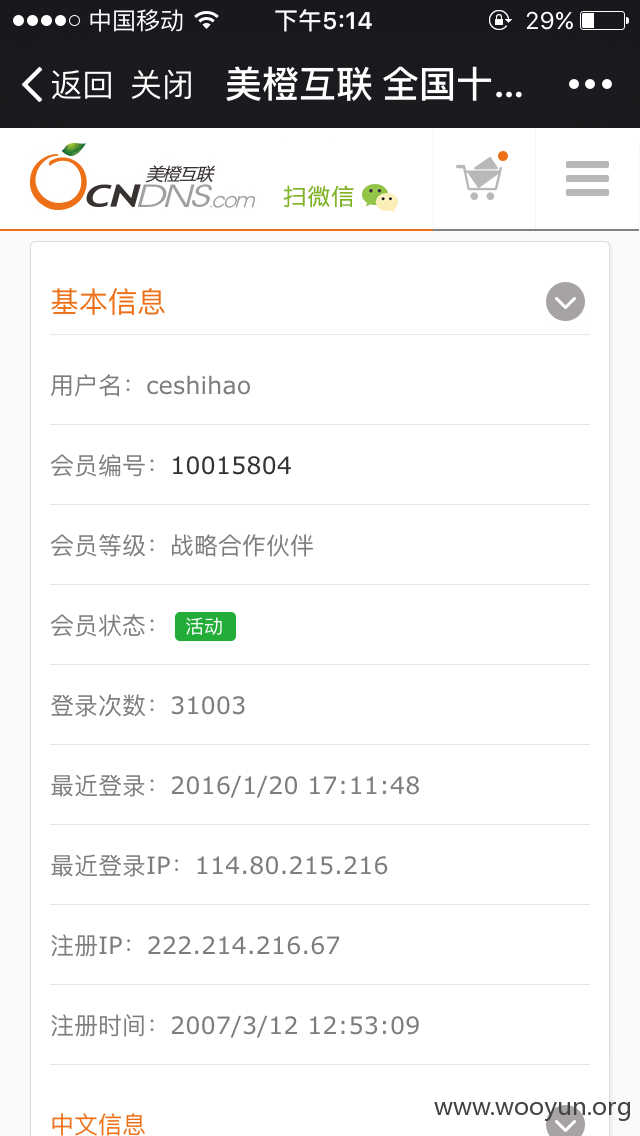 中国移动 下午5:14 29%
返回 关闭 美橙互联 全国十...
美橙互联
CNDNS.com 扫微信
基本信息
用户名：ceshihao
会员编号：10015804
会员等级：战略合作伙伴
会员状态：活动
登录次数：31003
最近登录：2016/1/20 17:11:48
最近登录IP：114.80.215.216
注册IP：222.214.216.67
注册时间：2007/3/12 12:53:09
www.wooyun.org
中文信息